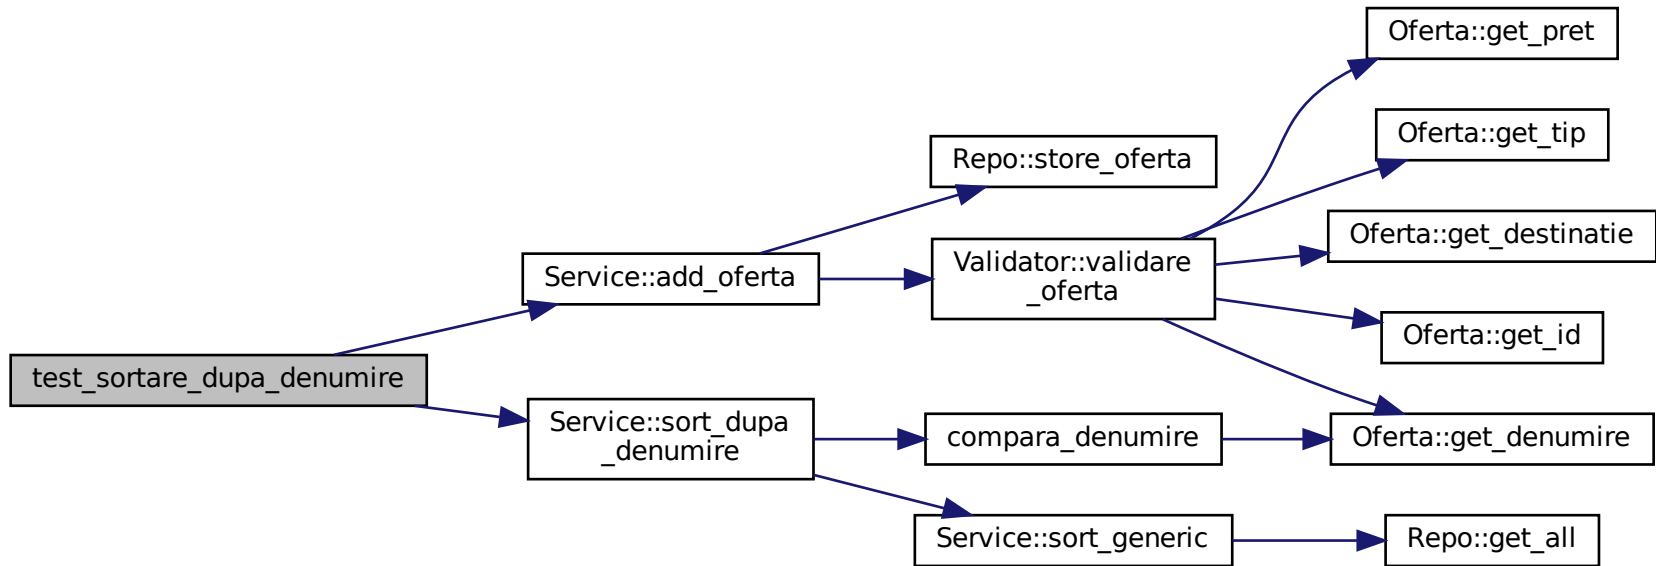 test_sortare_dupa_denumire
Service::add_oferta
Service::sort_dupa
_denumire
Repo::store_oferta
Validator::validare
_oferta
compara_denumire
Service::sort_generic
Oferta::get_pret
Oferta::get_tip
Oferta::get_destinatie
Oferta::get_id
Oferta::get_denumire
Repo::get_all